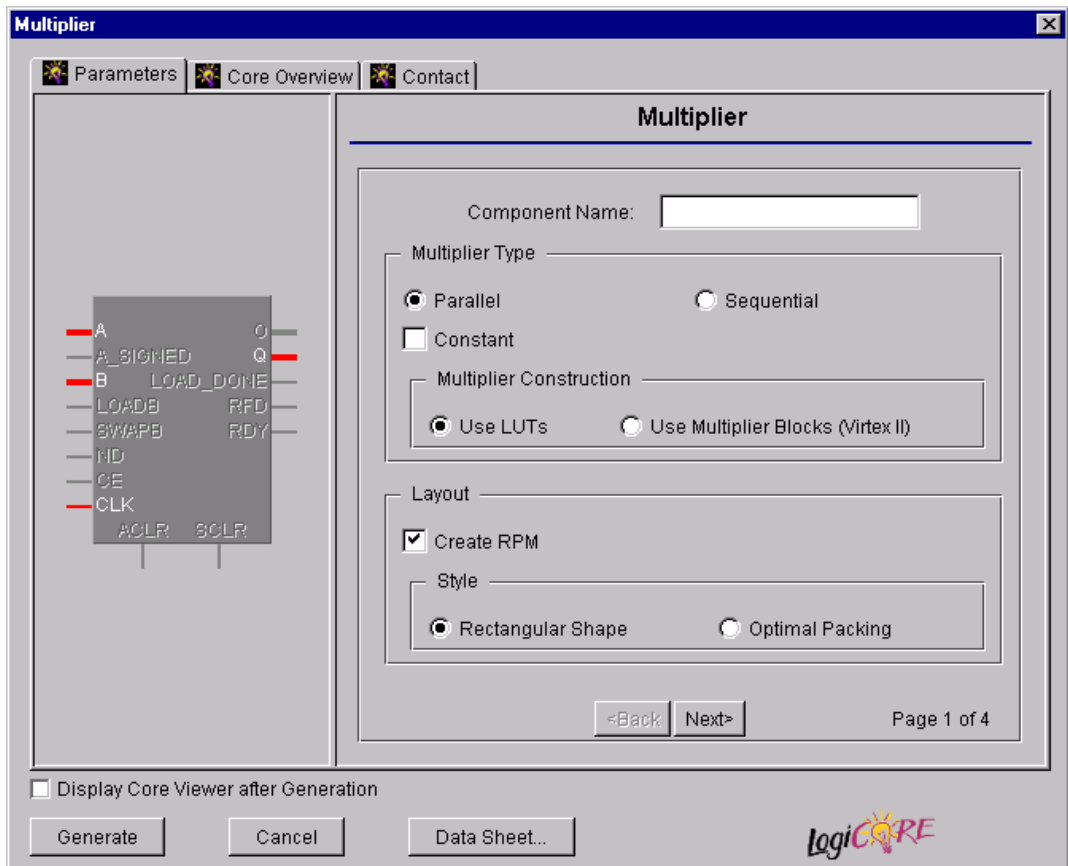 Multiplier
Parameters Core Overview Contact
Multiplier
Component Name:
Multiplier Type
Parallel Sequential
Constant
Multiplier Construction
Use LUTs Use Multiplier Blocks (Virtex II)
Layout
Create RPM
Style
Rectangular Shape Optimal Packing
<Back Next> Page 1 of 4
A O
A_SIGNED Q
B LOAD_DONE
LOADB RFD
SWAPB RDY
ND
CE
CLK
ACLR SCLR
Display Core Viewer after Generation
Generate Cancel Data Sheet...
LogiCORE